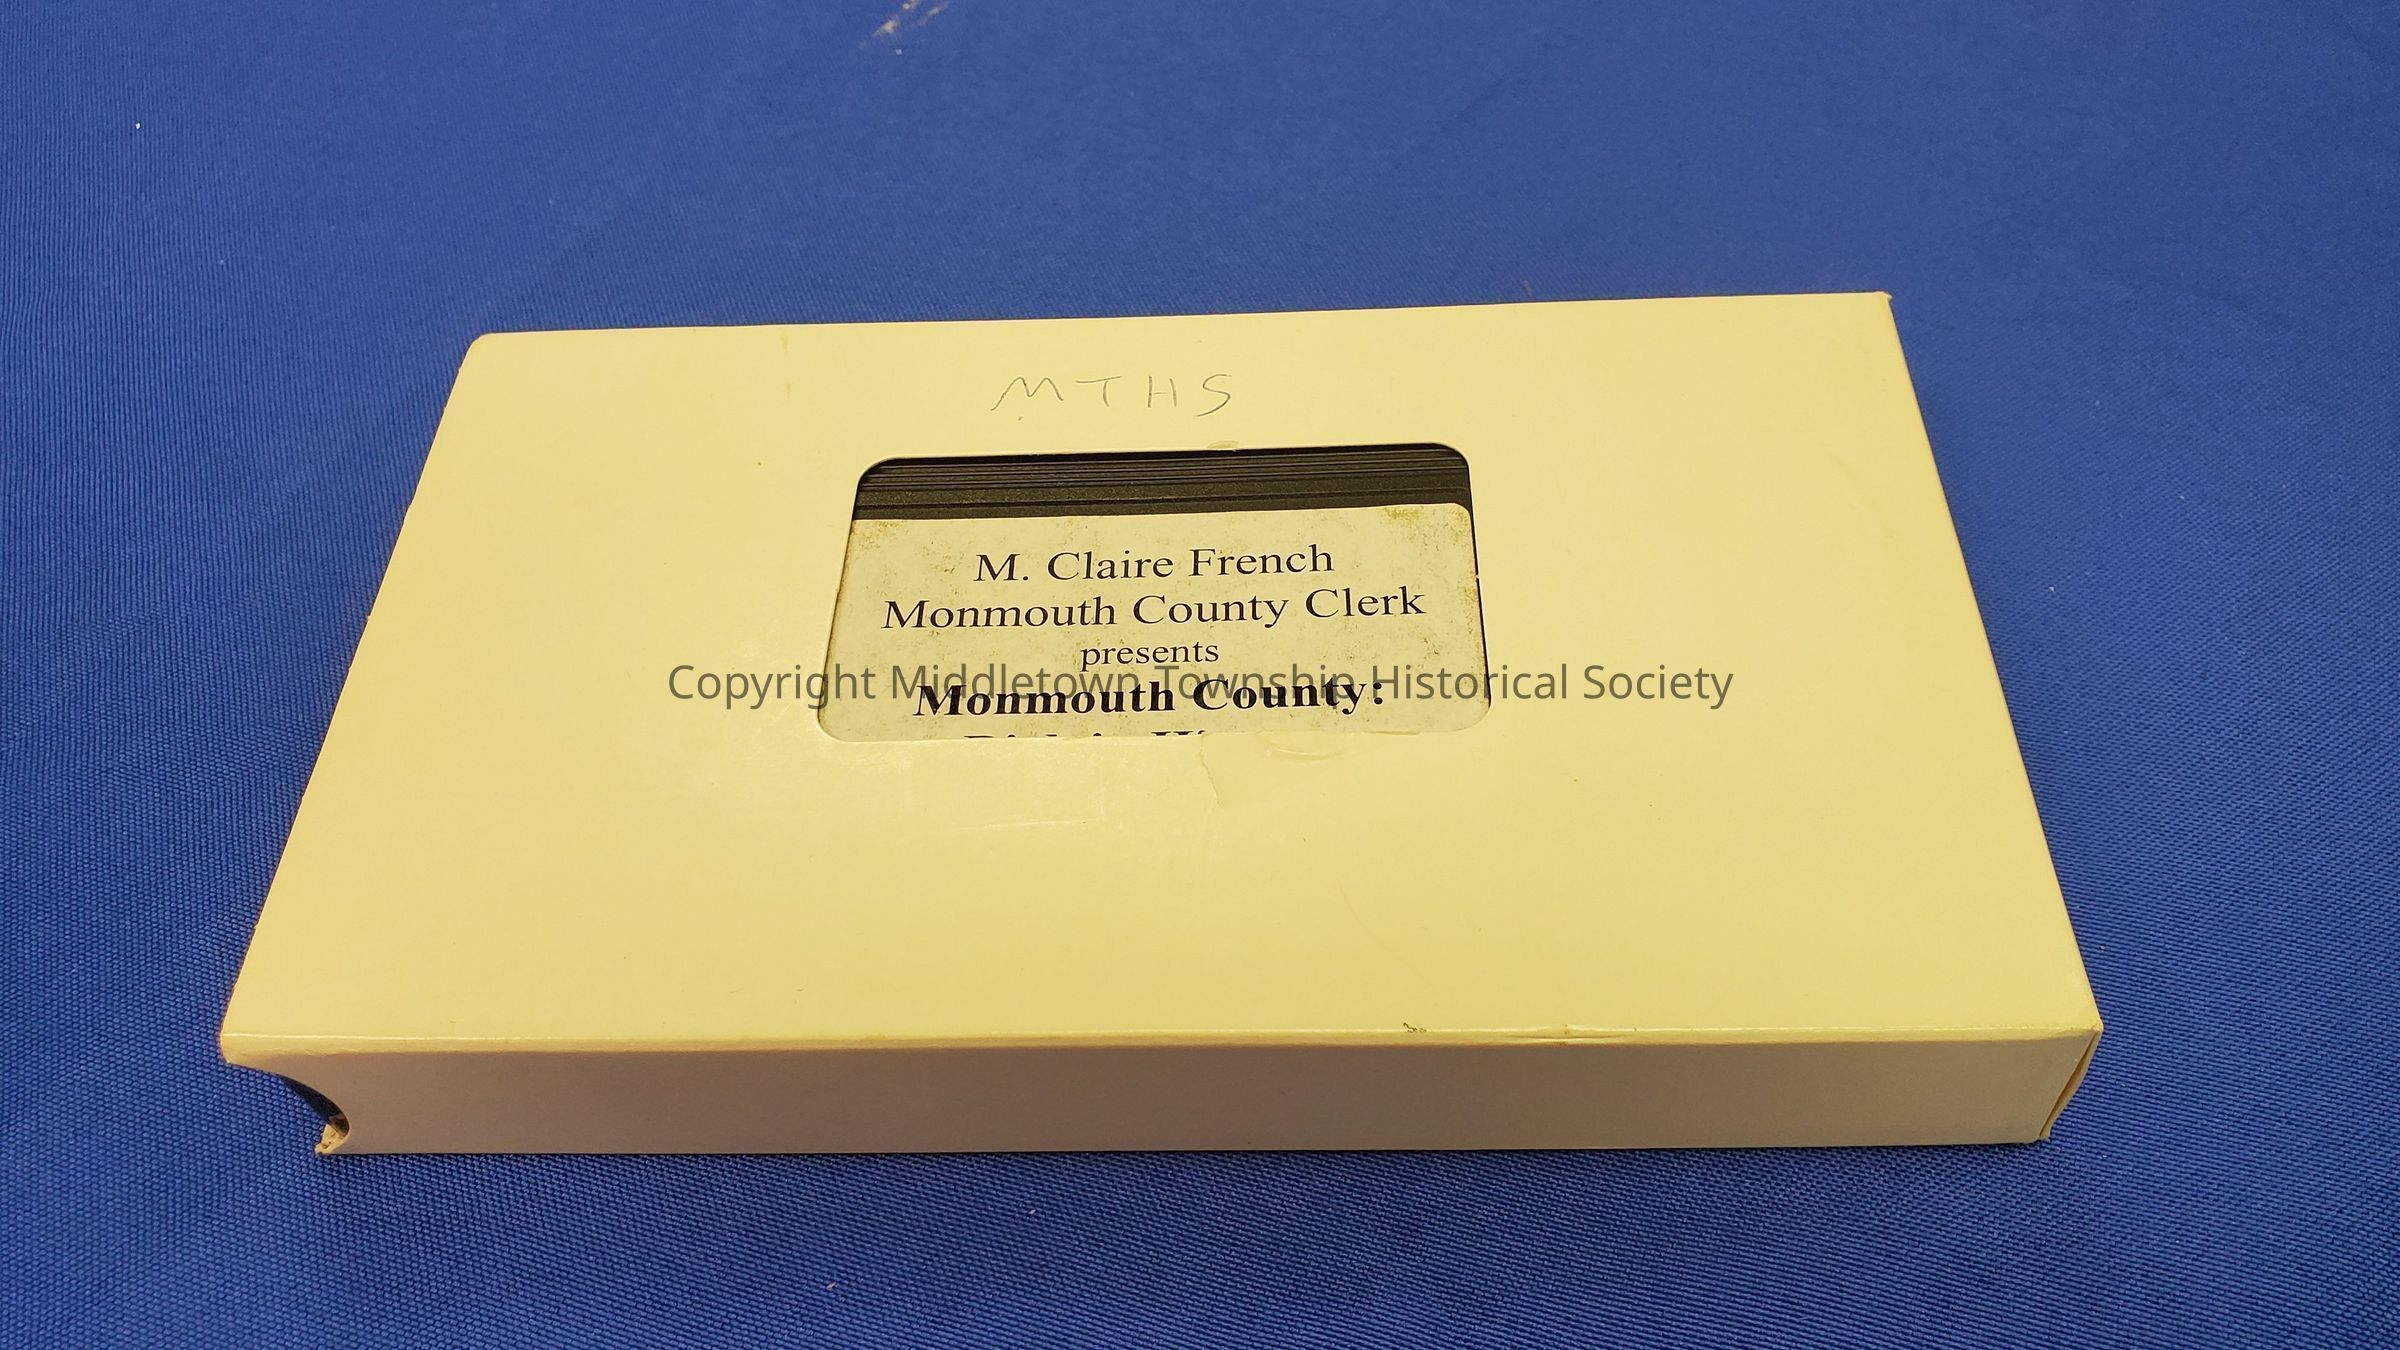 MTHS
M. Claire French
Monmouth County Clerk
presents
Monmouth County:
Copyright Middletown Township Historical Society